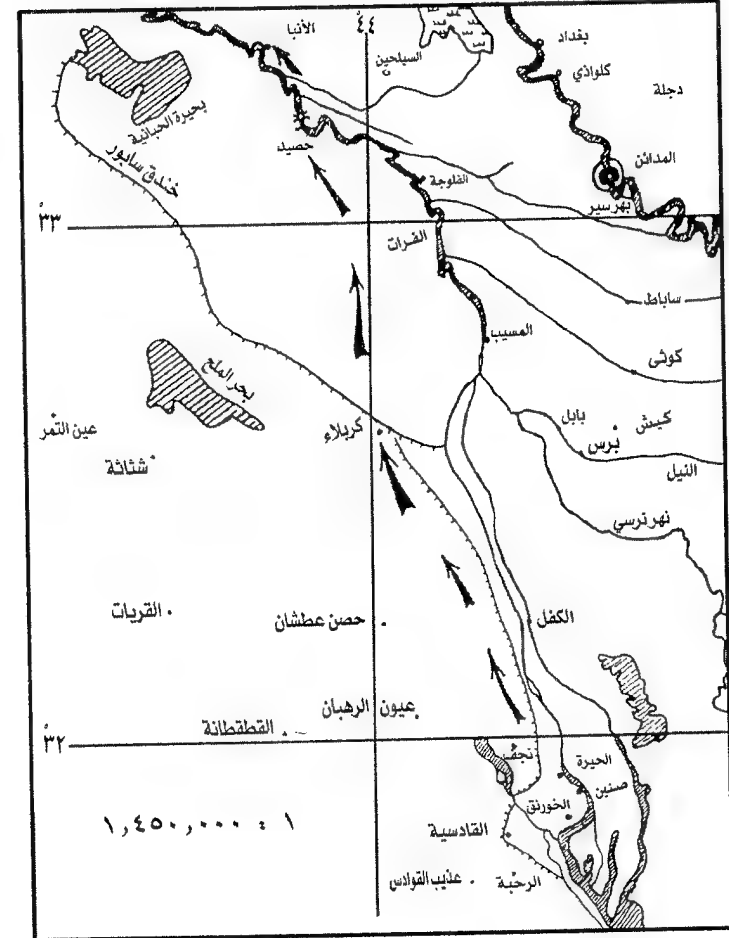 ٤٤°
الأنبا
بغداد
السيلحين
كلواذي
دجلة
بحيرة الحبانية
حصيد
المدائن
خندق سابور
الفلوجة
بهرسير
٣٣°
الفرات
ساباط
المسيب
كوثى
بحر الملح
عين التمر
كربلاء
بابل
كيش
برس
شثاثة
النيل
نهر ترسي
القريات
حصن عطشان
الكفل
عيون الرهبان
القطقطانة
٣٢°
نجف
الحيرة
صنين
الخورنق
١ : ١,٤٥٠,٠٠٠
القادسية
عذيب القوادس
الرحبة